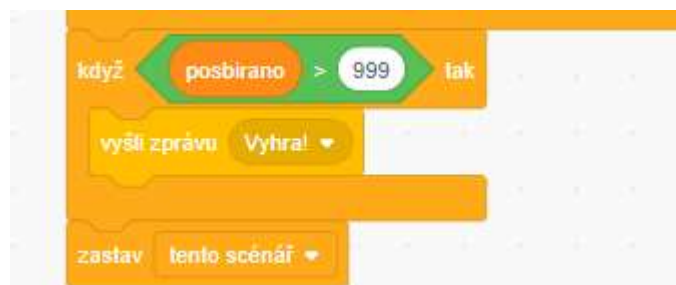 když posbirano > 999 tak
vyšli zprávu Vyhra!
zastav tento scénář